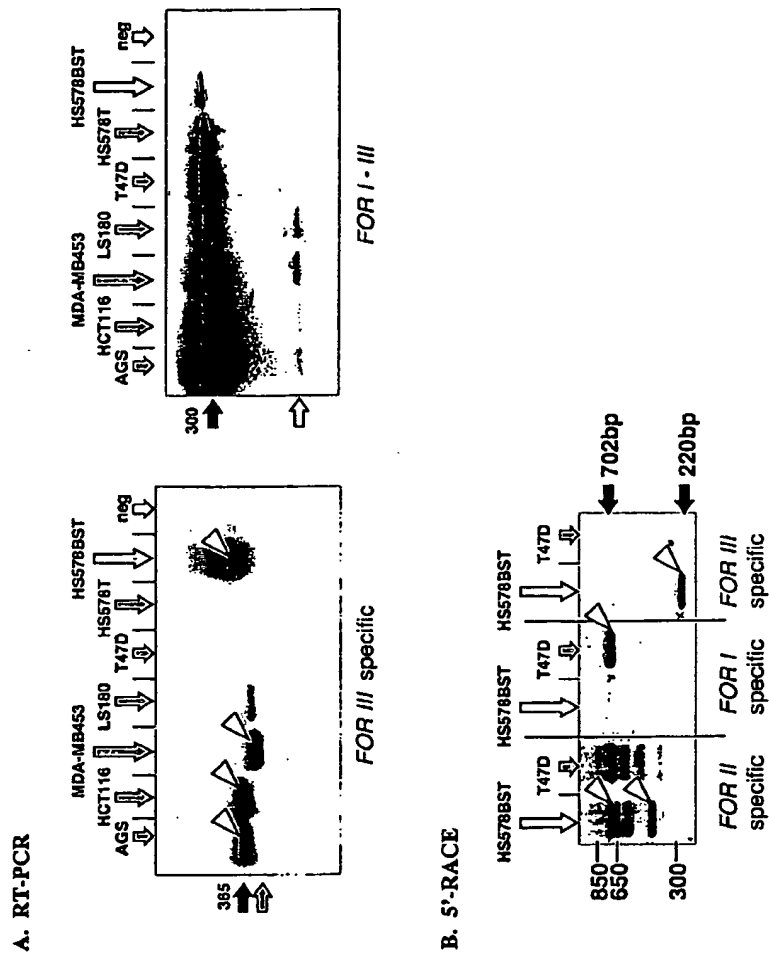 A. RT-PCR
AGS
HCT116
MDA-MB453
LS180
T47D
HS578T
HS578BST
neg
365
FOR III specific
AGS
HCT116
MDA-MB453
LS180
T47D
HS578T
HS578BST
neg
300
FOR I - III
B. 5'-RACE
HS578BST
T47D
HS578BST
T47D
HS578BST
T47D
850
650
300
702bp
220bp
FOR II
specific
FOR I
specific
FOR III
specific